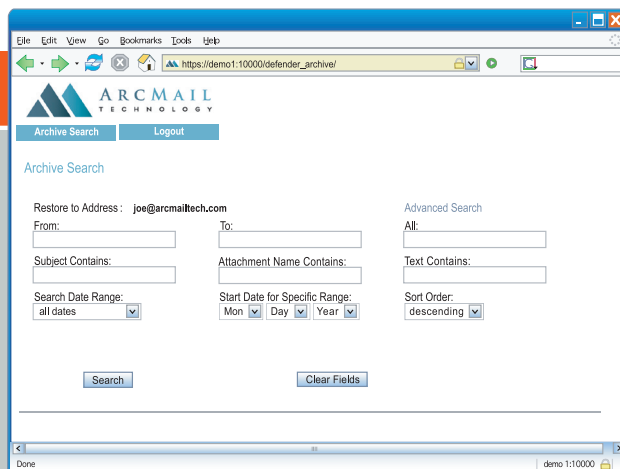 File Edit View Go Bookmarks Tools Help
https://demo1:10000/defender_archive/
ARCMAIL
TECHNOLOGY
Archive Search Logout
Archive Search
Restore to Address : joe@arcmailtech.com Advanced Search
From: To: All:
Subject Contains: Attachment Name Contains: Text Contains:
Search Date Range: Start Date for Specific Range: Sort Order:
all dates Mon Day Year descending
Search Clear Fields
Done demo 1:10000